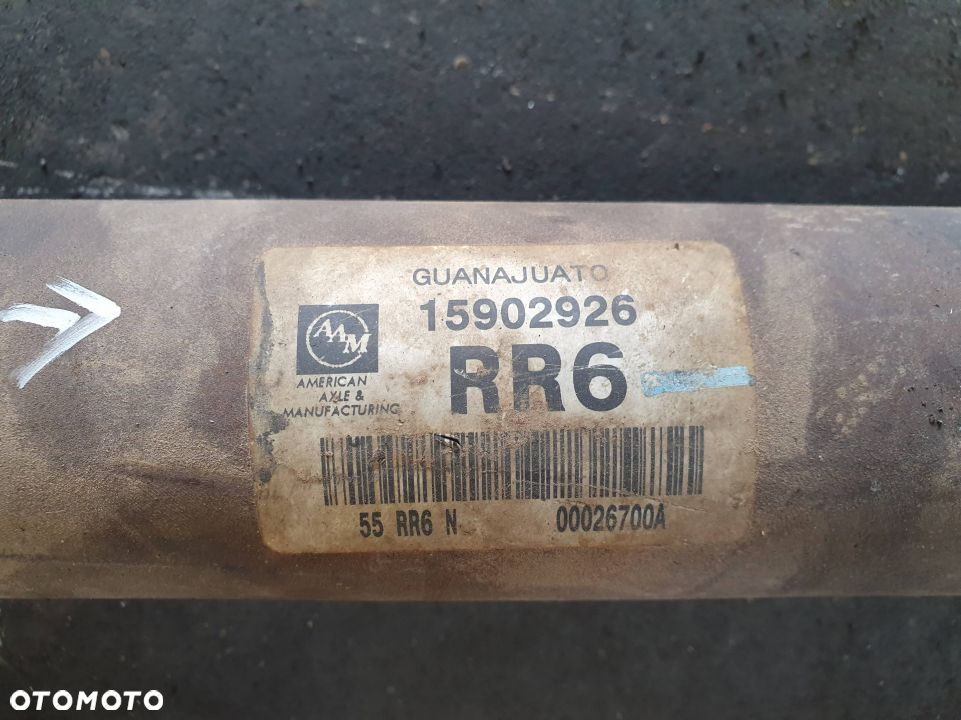 GUANAJUATO
15902926
AAM
RR6
AMERICAN
AXLE &
MANUFACTURING
55 RR6 N
00026700A
OTOMOTO